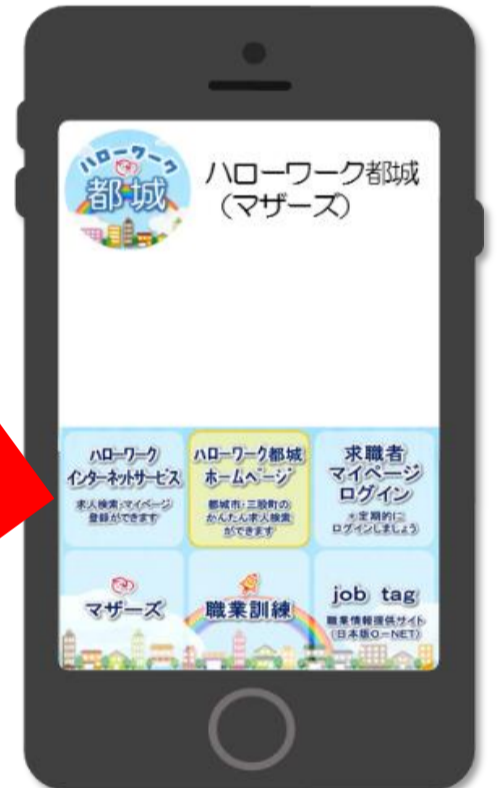 ハローワーク
都城
ハローワーク都城
（マザーズ）
ハローワーク
インターネットサービス
求人検索・マイページ
登録ができます
ハローワーク都城
ホームページ
都城市・三股町の
かんたん求人検索
ができます
求職者
マイページ
ログイン
＊定期的に
ログインしましょう
マザーズ
職業訓練
job tag
職業情報提供サイト
（日本版O-NET）